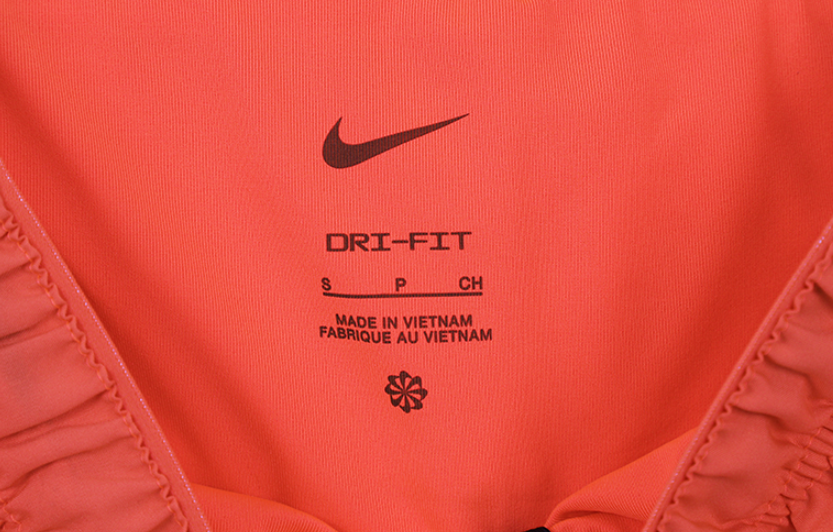 DRI-FIT
S P CH
MADE IN VIETNAM
FABRIQUE AU VIETNAM